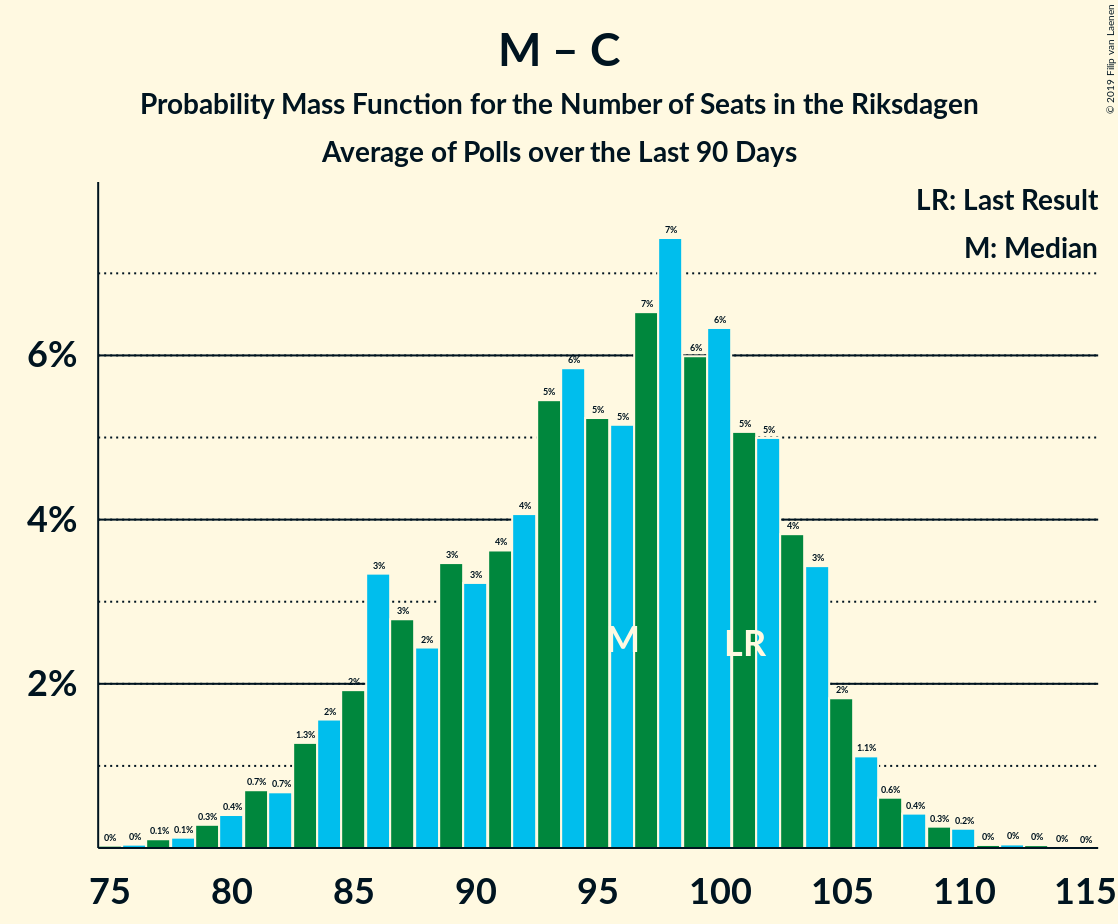 © 2019 Filip van Laenen
M – C
Probability Mass Function for the Number of Seats in the Riksdagen
Average of Polls over the Last 90 Days
LR: Last Result
M: Median
6%
4%
2%
0% 0% 0.1% 0.1% 0.3% 0.4% 0.7% 0.7% 1.3% 2% 2% 3% 3% 2% 3% 3% 4% 4% 5% 6% 5% 5% 7% 7% 6% 6% 5% 5% 4% 3% 2% 1.1% 0.6% 0.4% 0.3% 0.2% 0% 0% 0% 0% 0%
M LR
75 80 85 90 95 100 105 110 115